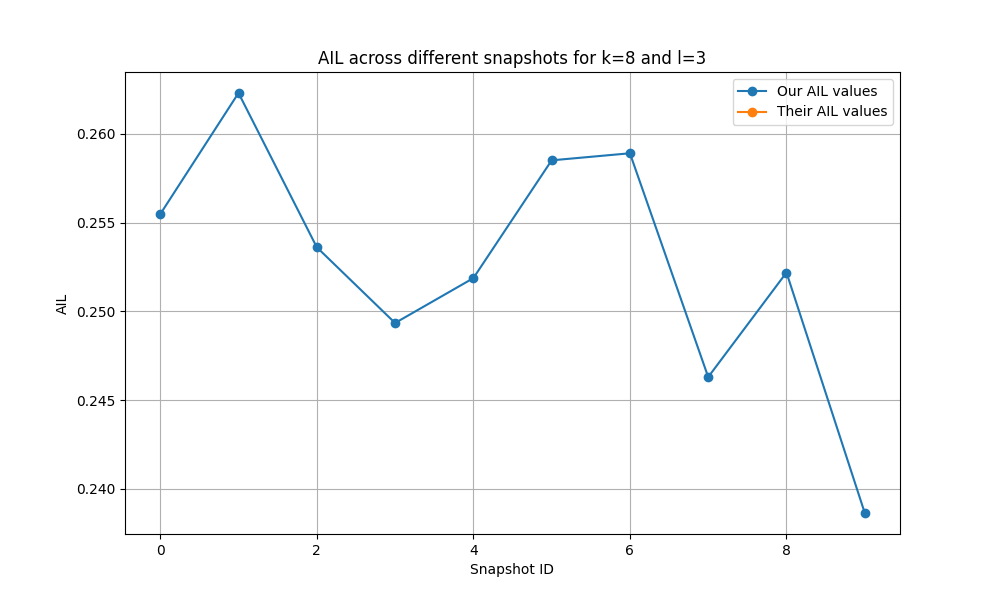 AIL across different snapshots for k=8 and l=3
Our AIL values
Their AIL values
0.260
0.255
0.250
0.245
0.240
AIL
0 2 4 6 8
Snapshot ID